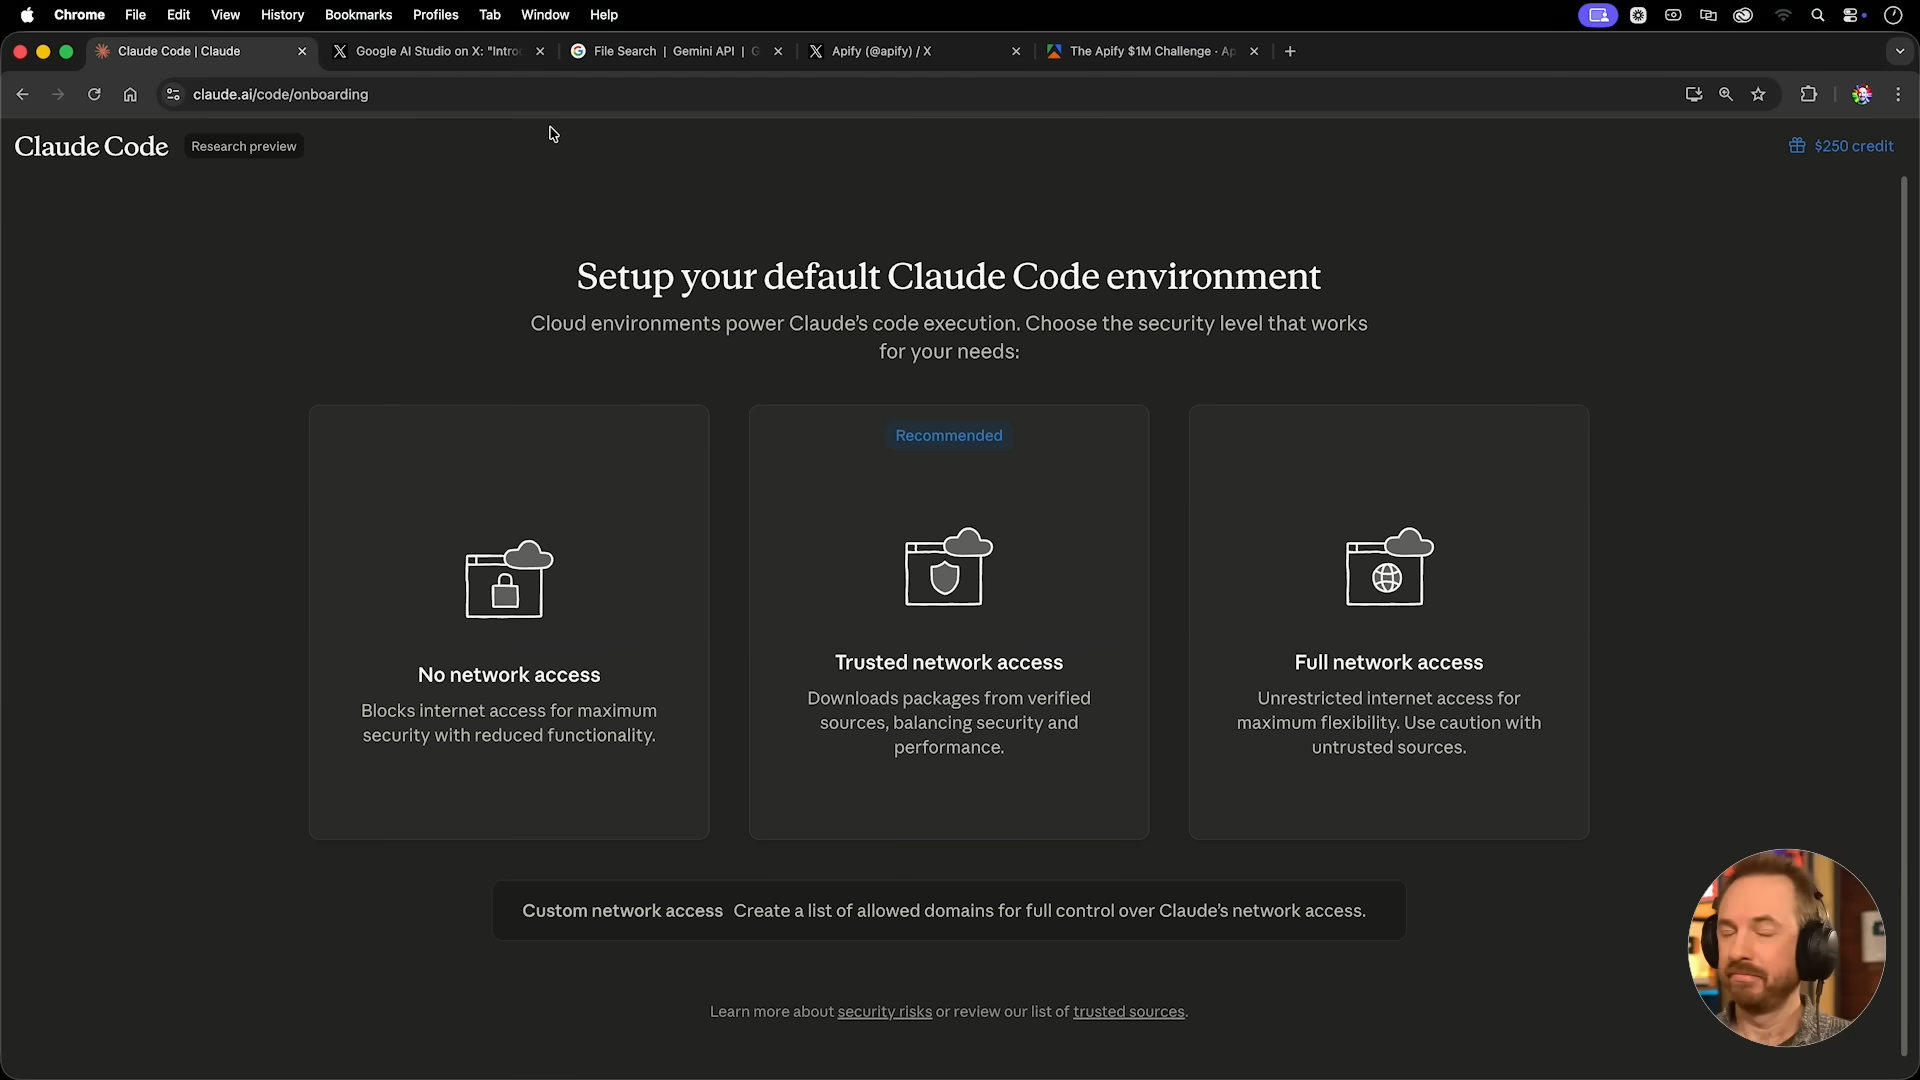 Chrome File Edit View History Bookmarks Profiles Tab Window Help
Claude Code | Claude
Google AI Studio on X: "Intro
File Search | Gemini API | G
Apify (@apify) / X
The Apify $1M Challenge · Ap
claude.ai/code/onboarding
Claude Code Research preview
$250 credit
Setup your default Claude Code environment
Cloud environments power Claude's code execution. Choose the security level that works
for your needs:
No network access
Blocks internet access for maximum
security with reduced functionality.
Recommended
Trusted network access
Downloads packages from verified
sources, balancing security and
performance.
Full network access
Unrestricted internet access for
maximum flexibility. Use caution with
untrusted sources.
Custom network access Create a list of allowed domains for full control over Claude's network access.
Learn more about security risks or review our list of trusted sources.